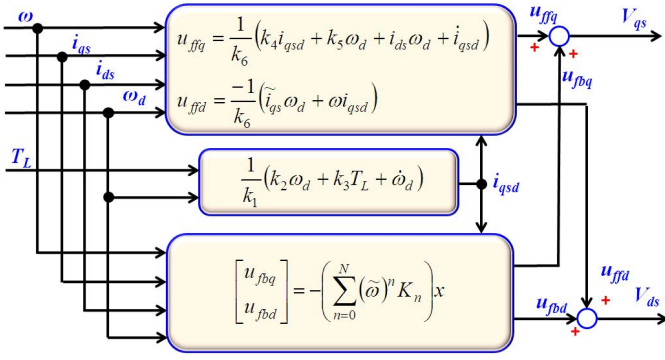 ω
i_qs
i_ds
ω_d
T_L
u_ffq = 1/k_6 (k_4 i_qsd + k_5 ω_d + i_ds ω_d + i̇_qsd)
u_ffd = -1/k_6 (ĩ_qs ω_d + ω i_qsd)
1/k_1 (k_2 ω_d + k_3 T_L + ω̇_d)
[u_fbq u_fbd] = -(∑_{n=0}^{N} (ω̃)^n K_n) x
u_ffq
V_qs
+
+
u_fbq
i_qsd
u_ffd
V_ds
+
u_fbd
+